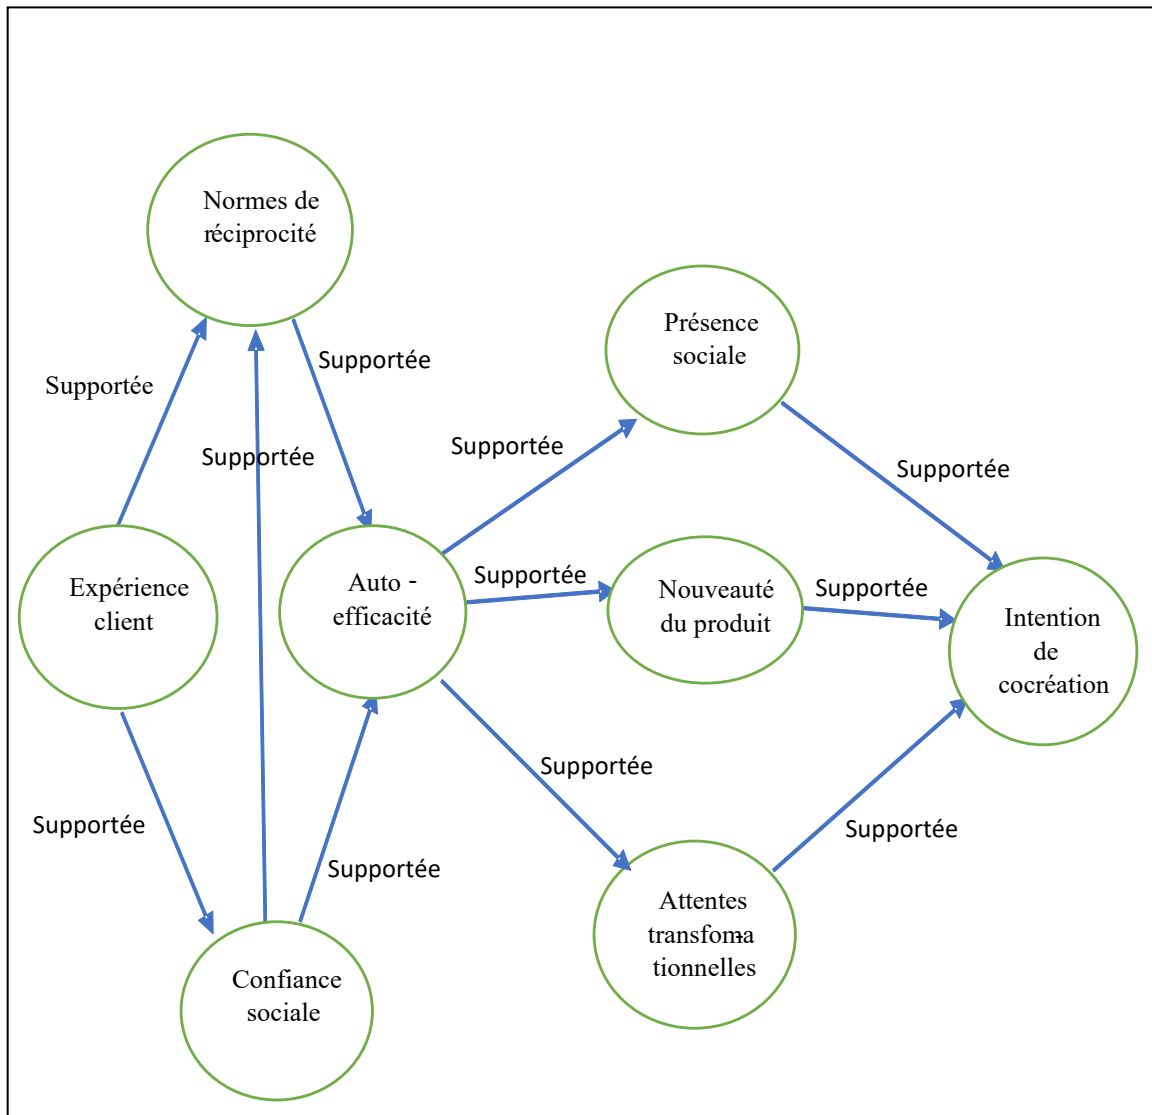 Normes de
réciprocité
Présence
sociale
Supportée
Supportée
Supportée
Supportée
Supportée
Expérience
client
Auto -
efficacité
Supportée
Nouveauté
du produit
Supportée
Intention
de
cocréation
Supportée
Supportée
Supportée
Supportée
Attentes
transfoma-
tionnelles
Confiance
sociale